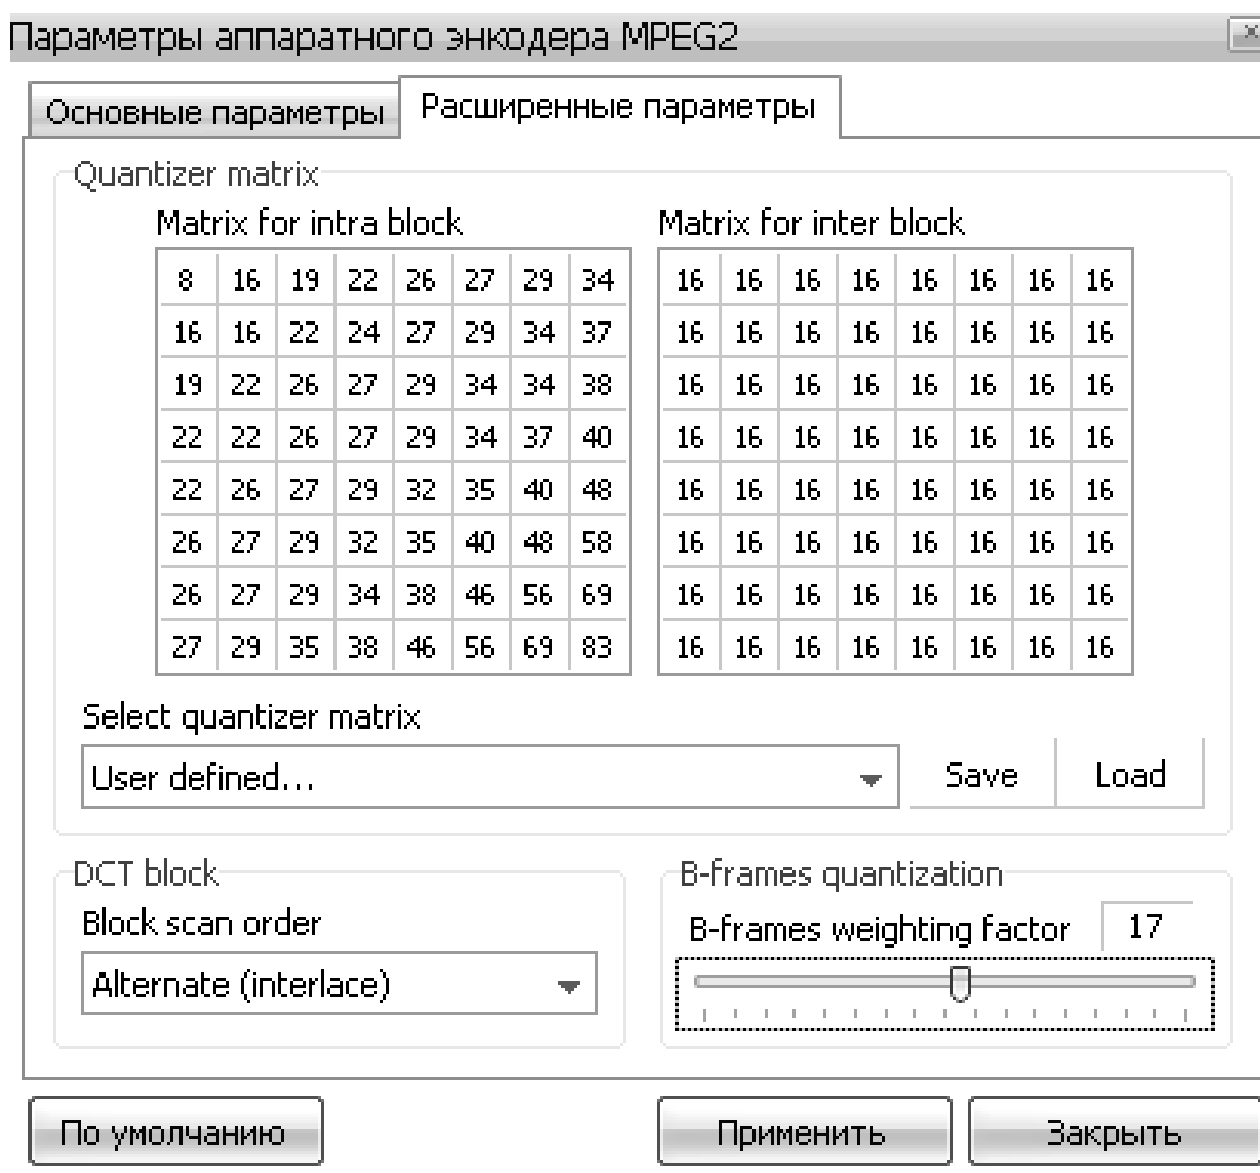 Параметры аппаратного энкодера MPEG2
Основные параметры Расширенные параметры
Quantizer matrix
Matrix for intra block Matrix for inter block
8 16 19 22 26 27 29 34 16 16 16 16 16 16 16 16
16 16 22 24 27 29 34 37 16 16 16 16 16 16 16 16
19 22 26 27 29 34 34 38 16 16 16 16 16 16 16 16
22 22 26 27 29 34 37 40 16 16 16 16 16 16 16 16
22 26 27 29 32 35 40 48 16 16 16 16 16 16 16 16
26 27 29 32 35 40 48 58 16 16 16 16 16 16 16 16
26 27 29 34 38 46 56 69 16 16 16 16 16 16 16 16
27 29 35 38 46 56 69 83 16 16 16 16 16 16 16 16
Select quantizer matrix
User defined... Save Load
DCT block
Block scan order
Alternate (interlace)
B-frames quantization
B-frames weighting factor 17
По умолчанию Применить Закрыть